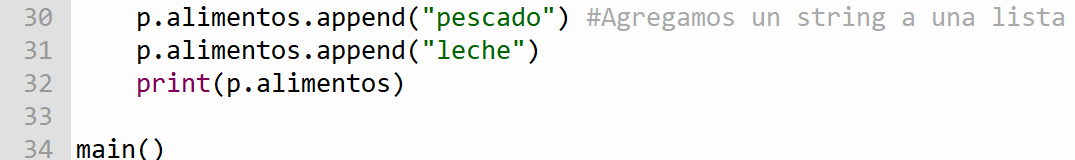 30 p.alimentos.append("pescado") #Agregamos un string a una lista
31 p.alimentos.append("leche")
32 print(p.alimentos)
33
34 main()